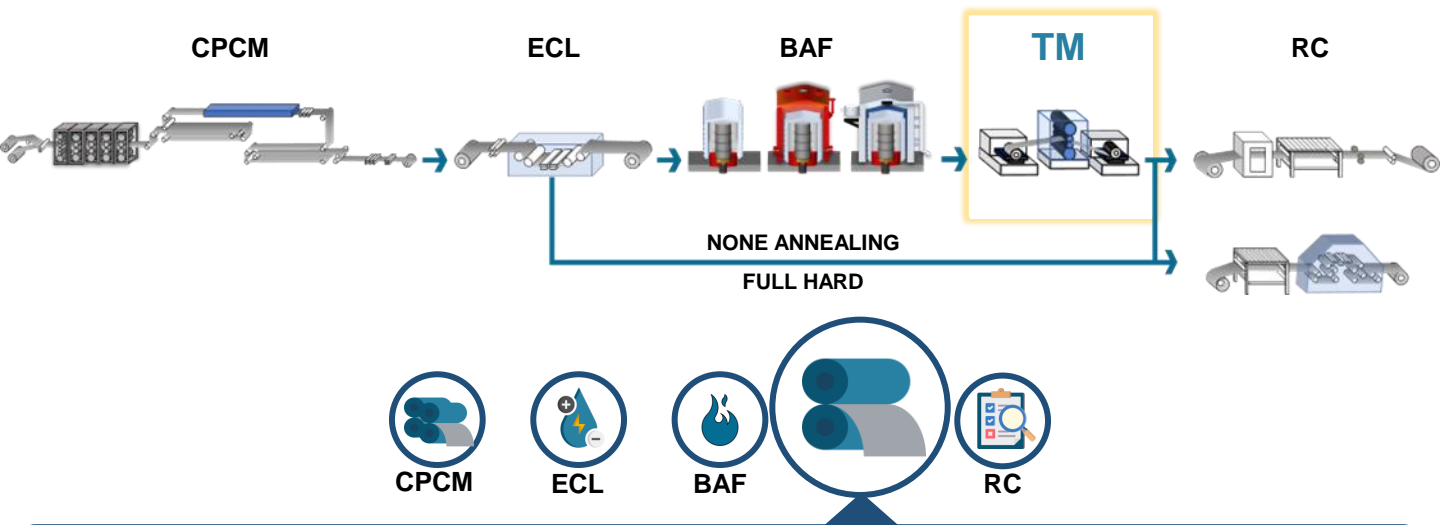 CPCM
ECL
BAF
TM
RC
NONE ANNEALING
FULL HARD
CPCM
ECL
BAF
RC